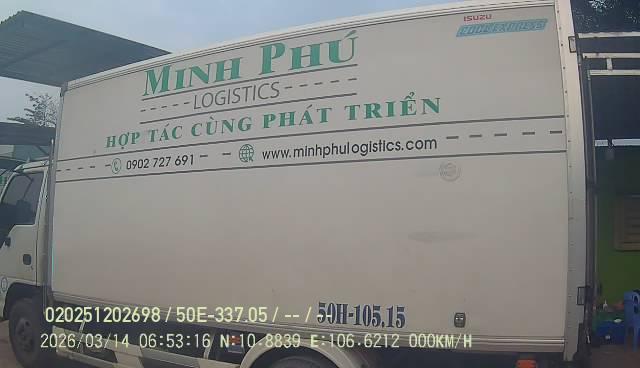 ISUZU
MINH PHÚ
LOGISTICS
HỢP TÁC CÙNG PHÁT TRIỂN
0902 727 691
www.minhphulogistics.com
50H-105.15
020251202698 / 50E-337.05 / -- / --
2026/03/14 06:53:16 N:10.8839 E:106.6212 000KM/H